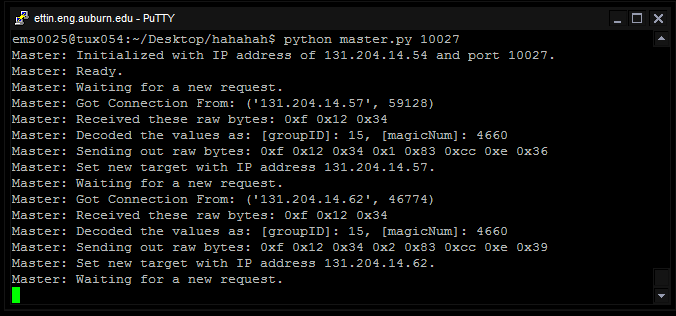 ettin.eng.auburn.edu - PuTTY
ems0025@tux054:~/Desktop/hahahah$ python master.py 10027
Master: Initialized with IP address of 131.204.14.54 and port 10027.
Master: Ready.
Master: Waiting for a new request.
Master: Got Connection From: ('131.204.14.57', 59128)
Master: Received these raw bytes: 0xf 0x12 0x34
Master: Decoded the values as: [groupID]: 15, [magicNum]: 4660
Master: Sending out raw bytes: 0xf 0x12 0x34 0x1 0x83 0xcc 0xe 0x36
Master: Set new target with IP address 131.204.14.57.
Master: Waiting for a new request.
Master: Got Connection From: ('131.204.14.62', 46774)
Master: Received these raw bytes: 0xf 0x12 0x34
Master: Decoded the values as: [groupID]: 15, [magicNum]: 4660
Master: Sending out raw bytes: 0xf 0x12 0x34 0x2 0x83 0xcc 0xe 0x39
Master: Set new target with IP address 131.204.14.62.
Master: Waiting for a new request.